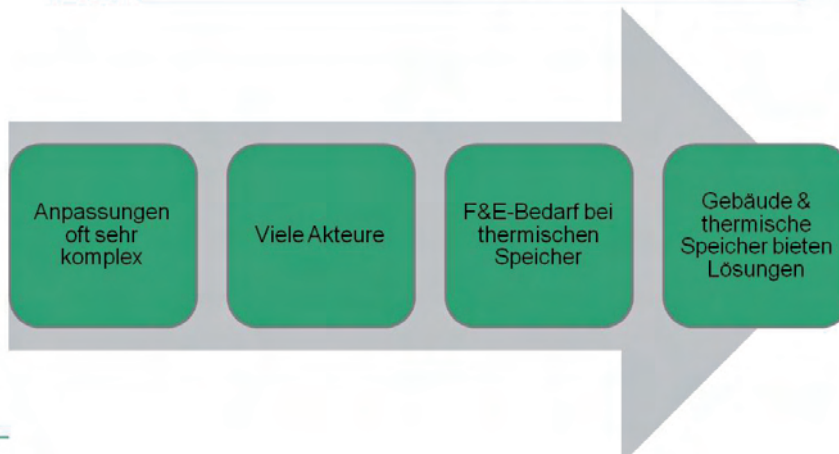 Anpassungen
oft sehr
komplex
Viele Akteure
F&E-Bedarf bei
thermischen
Speicher
Gebäude &
thermische
Speicher bieten
Lösungen